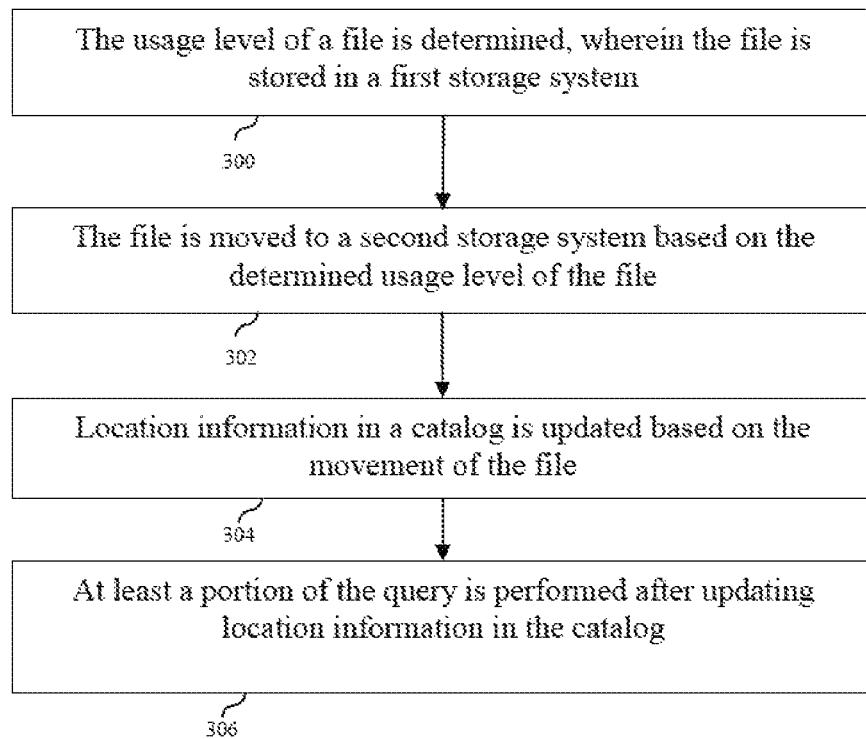 The usage level of a file is determined, wherein the file is
stored in a first storage system
300
The file is moved to a second storage system based on the
determined usage level of the file
302
Location information in a catalog is updated based on the
movement of the file
304
At least a portion of the query is performed after updating
location information in the catalog
306